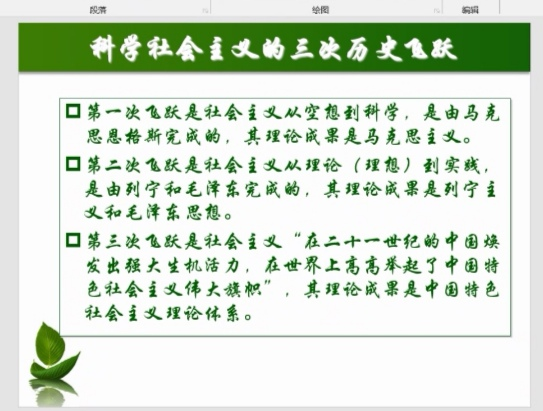 段落
绘图
编辑
科学社会主义的三次历史飞跃
第一次飞跃是社会主义从空想到科学，是由马克
思恩格斯完成的，其理论成果是马克思主义。
第二次飞跃是社会主义从理论（理想）到实践，
是由列宁和毛泽东完成的，其理论成果是列宁主
义和毛泽东思想。
第三次飞跃是社会主义“在二十一世纪的中国焕
发出强大生机活力，在世界上高高举起了中国特
色社会主义伟大旗帜”，其理论成果是中国特色
社会主义理论体系。